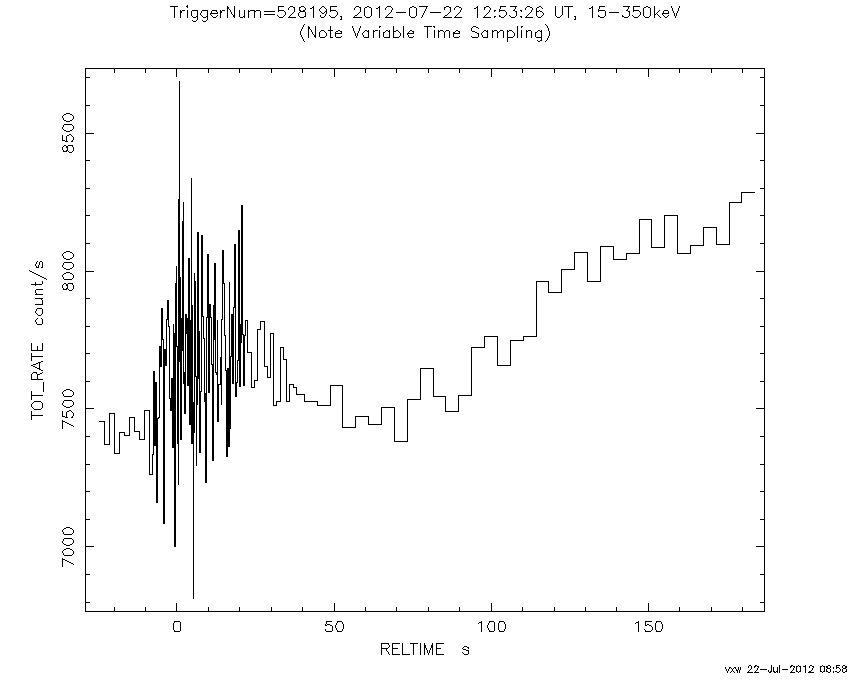 TriggerNum=528195, 2012-07-22 12:53:26 UT, 15-350keV
(Note Variable Time Sampling)
TOT_RATE count/s
8500
8000
7500
7000
0 50 100 150
RELTIME s
vxw 22-Jul-2012 08:58